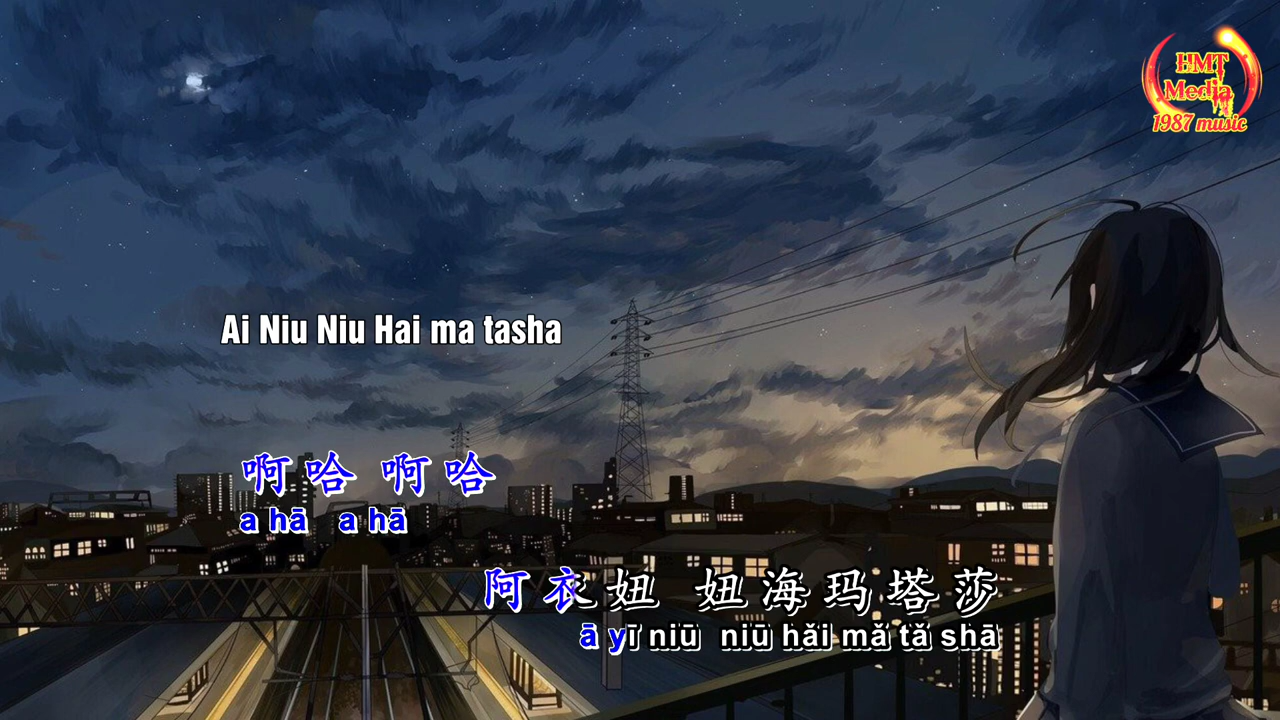 HMT
Media
1987 music
Ai Niu Niu Hai ma tasha
啊哈 啊哈
a hā a hā
阿衣妞 妞海玛塔莎
ā yī niū niū hǎi mǎ tǎ shā